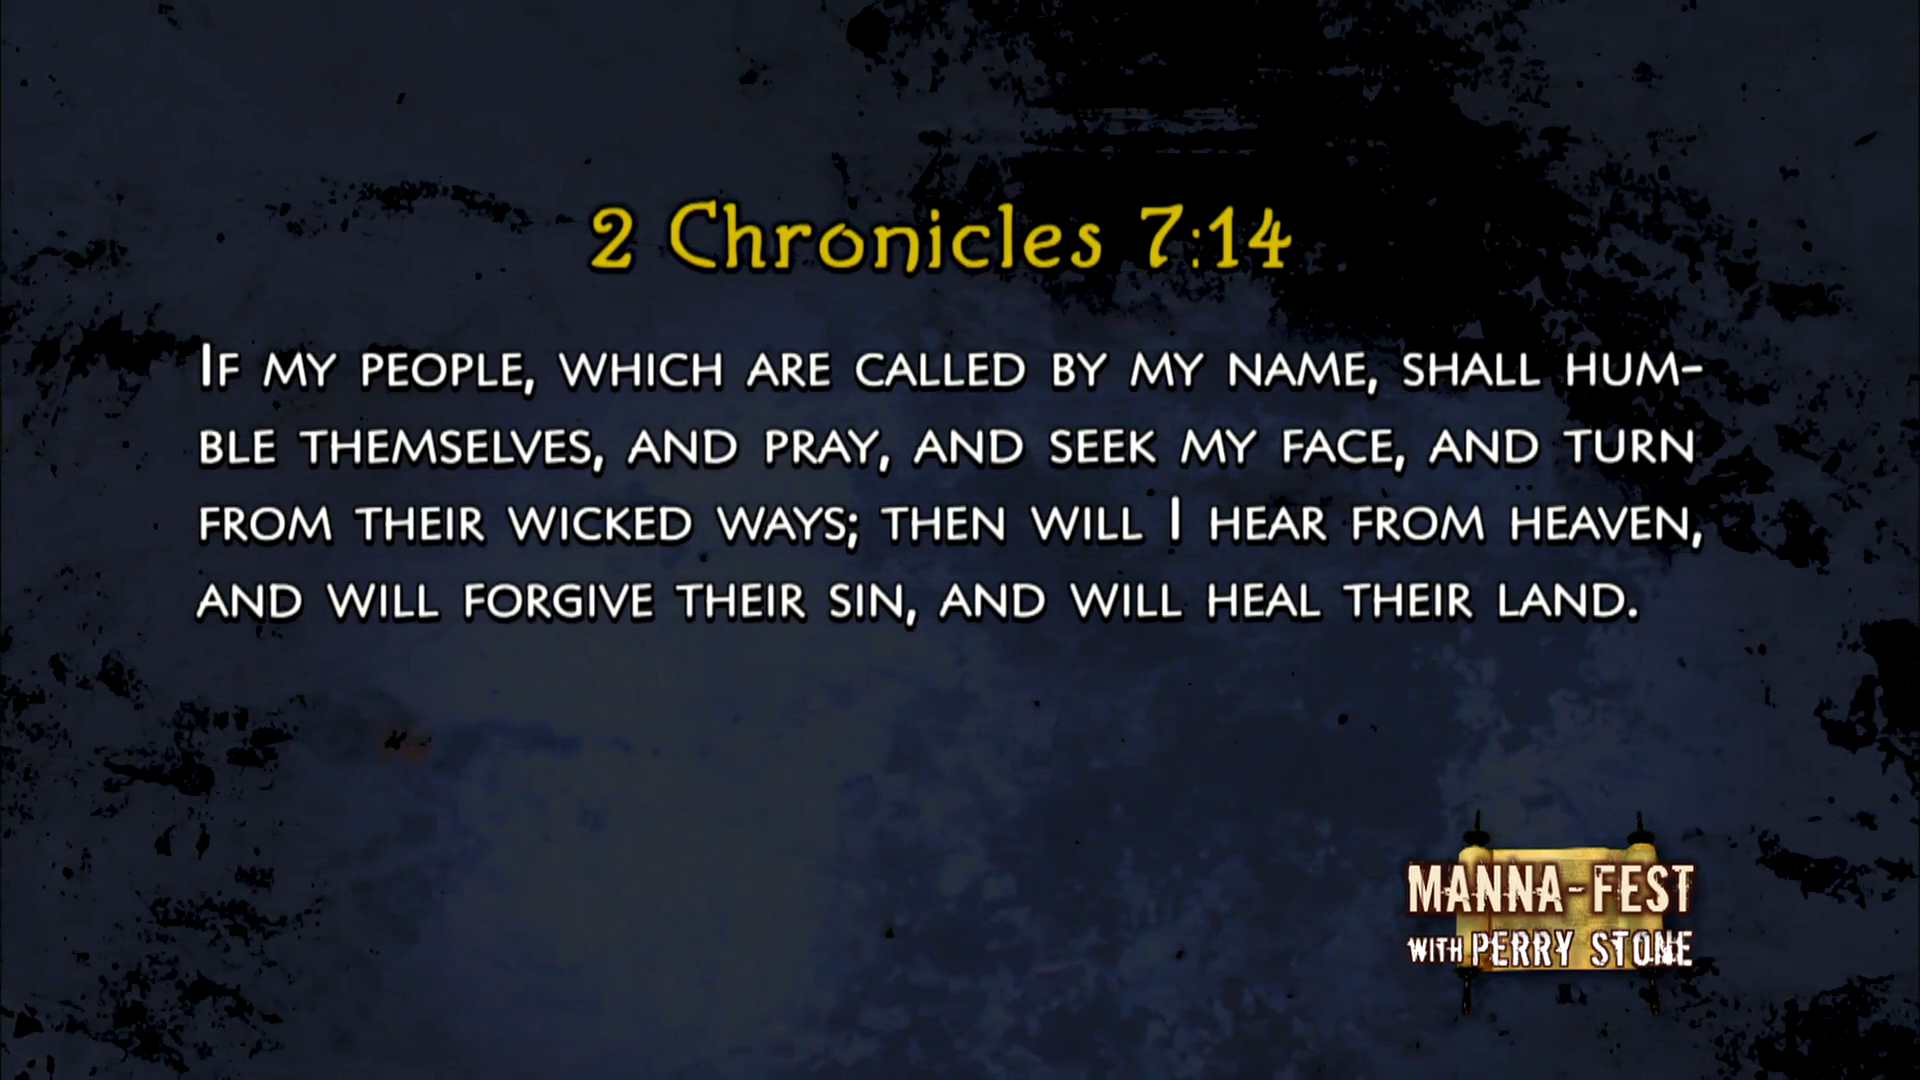 2 Chronicles 7:14
If my people, which are called by my name, shall hum-
ble themselves, and pray, and seek my face, and turn
from their wicked ways; then will I hear from heaven,
and will forgive their sin, and will heal their land.
MANNA-FEST
WITH PERRY STONE